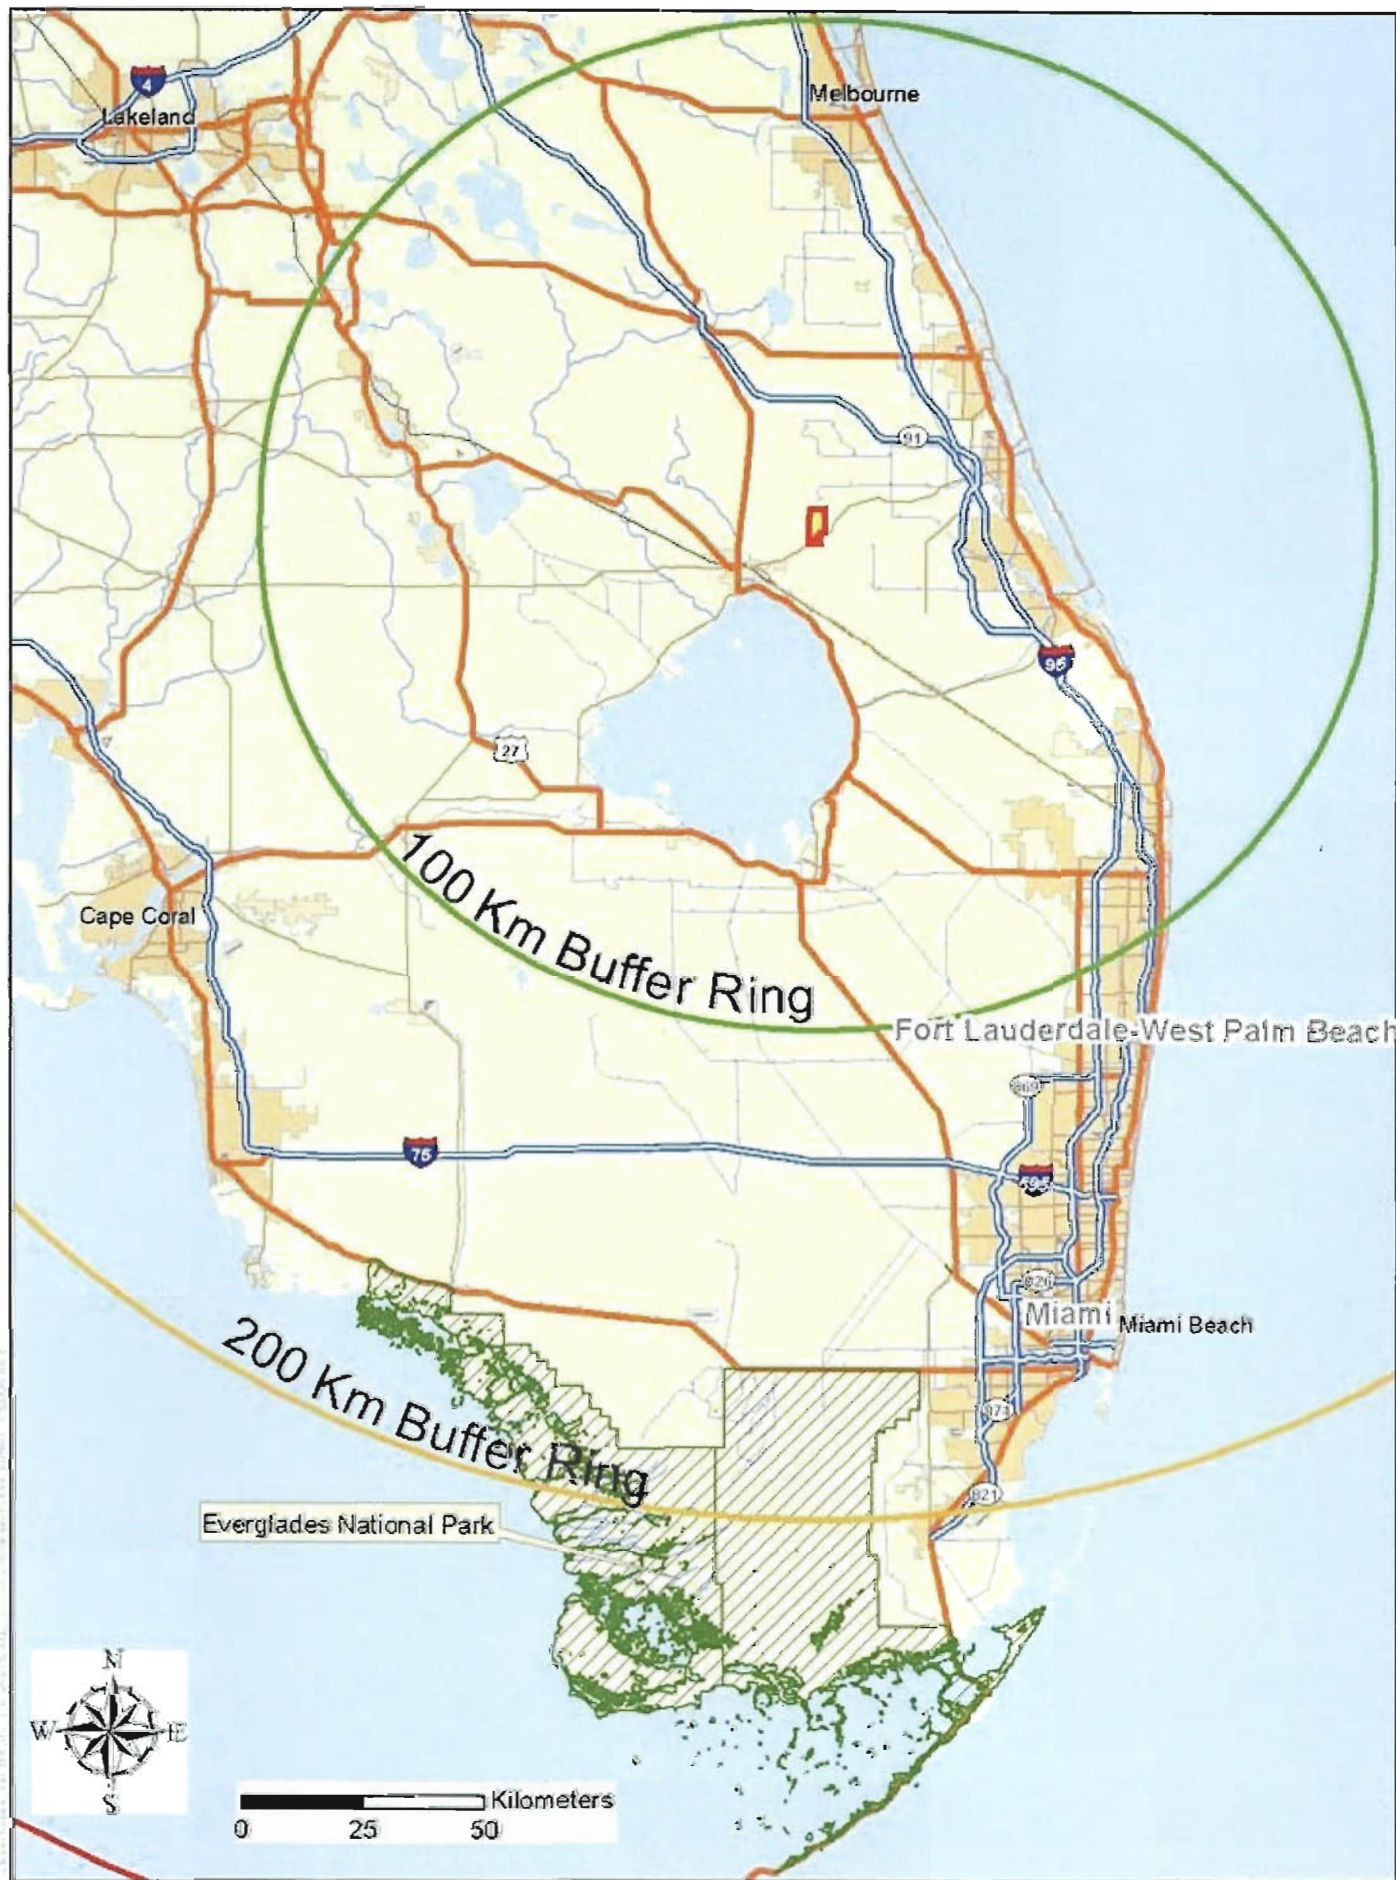 4
Lakeland
Melbourne
91
95
27
100 Km Buffer Ring
Cape Coral
Fort Lauderdale-West Palm Beach
869
75
595
826
Miami
Miami Beach
200 Km Buffer Ring
821
Everglades National Park
N
W E
S
Kilometers
0 25 50